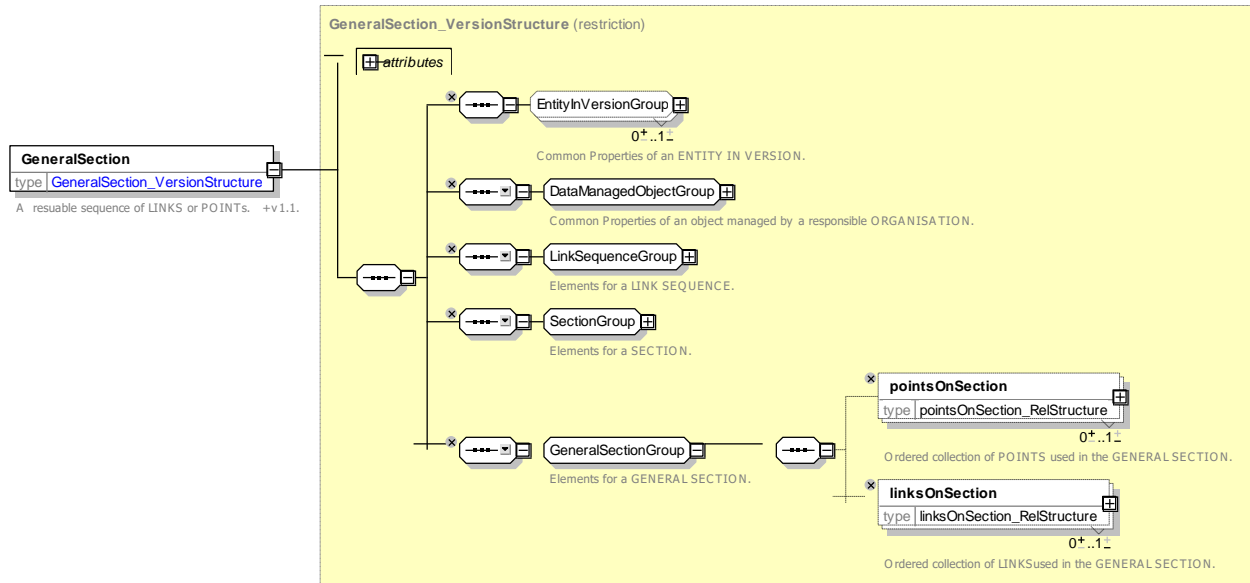 GeneralSection_VersionStructure (restriction)
attributes
EntityInVersionGroup
0..1
Common Properties of an ENTITY IN VERSION.
GeneralSection
type GeneralSection_VersionStructure
A resuable sequence of LINKS or POINTs. +v1.1.
DataManagedObjectGroup
Common Properties of an object managed by a responsible ORGANISATION.
LinkSequenceGroup
Elements for a LINK SEQUENCE.
SectionGroup
Elements for a SECTION.
GeneralSectionGroup
Elements for a GENERAL SECTION.
pointsOnSection
type pointsOnSection_RelStructure
0..1
Ordered collection of POINTS used in the GENERAL SECTION.
linksOnSection
type linksOnSection_RelStructure
0..1
Ordered collection of LINKSused in the GENERAL SECTION.